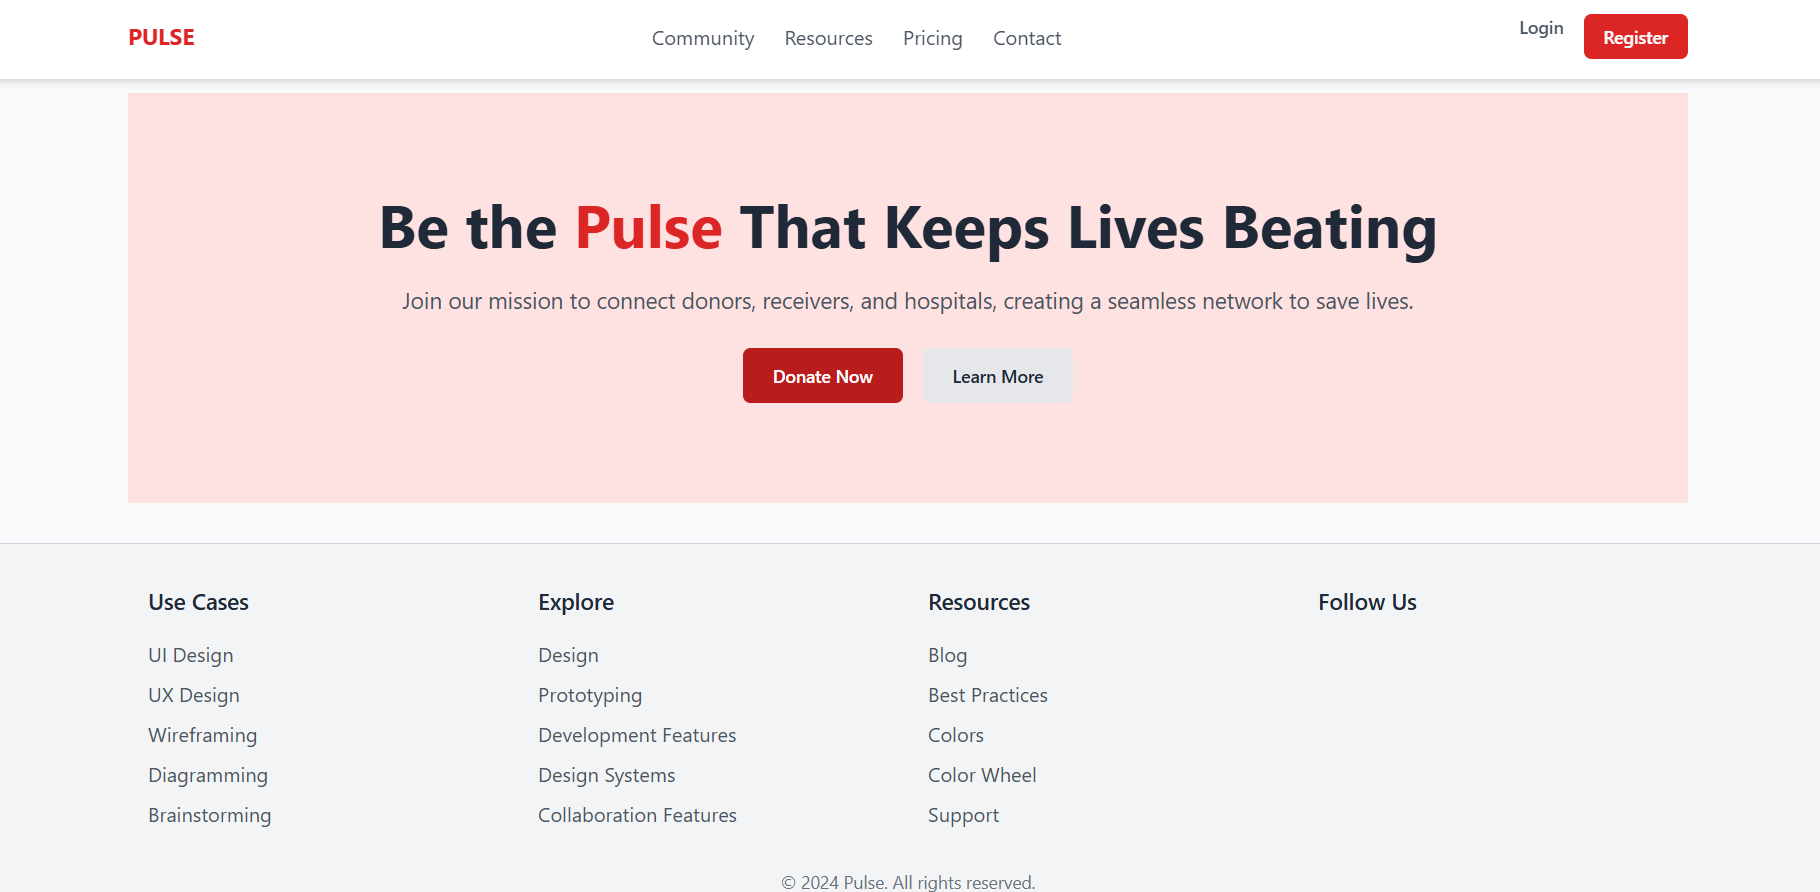 PULSE
Community Resources Pricing Contact
Login Register
Be the Pulse That Keeps Lives Beating
Join our mission to connect donors, receivers, and hospitals, creating a seamless network to save lives.
Donate Now Learn More
Use Cases
UI Design
UX Design
Wireframing
Diagramming
Brainstorming
Explore
Design
Prototyping
Development Features
Design Systems
Collaboration Features
Resources
Blog
Best Practices
Colors
Color Wheel
Support
Follow Us
© 2024 Pulse. All rights reserved.